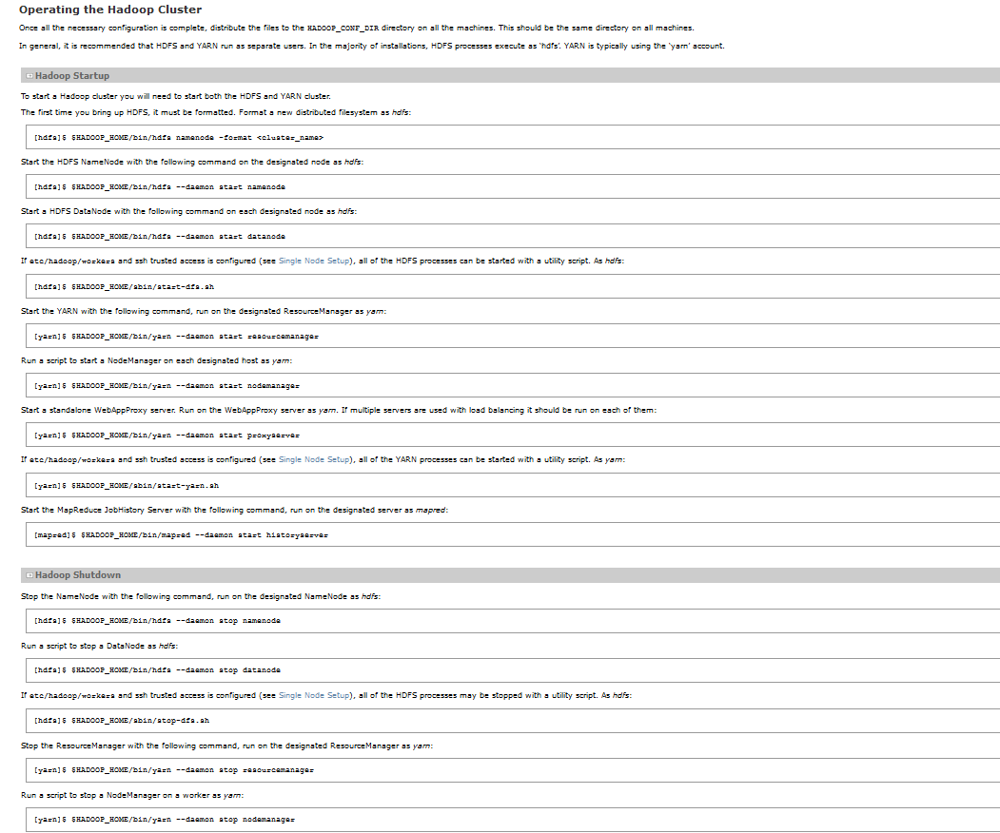 Operating the Hadoop Cluster
Once all the necessary configuration is complete, distribute the files to the HADOOP_CONF_DIR directory on all the machines. This should be the same directory on all machines.
In general, it is recommended that HDFS and YARN run as separate users. In the majority of installations, HDFS processes execute as ‘hdfs’. YARN is typically using the ‘yarn’ account.
Hadoop Startup
To start a Hadoop cluster you will need to start both the HDFS and YARN cluster.
The first time you bring up HDFS, it must be formatted. Format a new distributed filesystem as hdfs:
[hdfs]$ $HADOOP_HOME/bin/hdfs namenode -format <cluster_name>
Start the HDFS NameNode with the following command on the designated node as hdfs:
[hdfs]$ $HADOOP_HOME/bin/hdfs --daemon start namenode
Start a HDFS DataNode with the following command on each designated node as hdfs:
[hdfs]$ $HADOOP_HOME/bin/hdfs --daemon start datanode
If etc/hadoop/workers and ssh trusted access is configured (see Single Node Setup), all of the HDFS processes can be started with a utility script. As hdfs:
[hdfs]$ $HADOOP_HOME/sbin/start-dfs.sh
Start the YARN with the following command, run on the designated ResourceManager as yarn:
[yarn]$ $HADOOP_HOME/bin/yarn --daemon start resourcemanager
Run a script to start a NodeManager on each designated host as yarn:
[yarn]$ $HADOOP_HOME/bin/yarn --daemon start nodemanager
Start a standalone WebAppProxy server. Run on the WebAppProxy server as yarn. If multiple servers are used with load balancing it should be run on each of them:
[yarn]$ $HADOOP_HOME/bin/yarn --daemon start proxyserver
If etc/hadoop/workers and ssh trusted access is configured (see Single Node Setup), all of the YARN processes can be started with a utility script. As yarn:
[yarn]$ $HADOOP_HOME/sbin/start-yarn.sh
Start the MapReduce JobHistory Server with the following command, run on the designated server as mapred:
[mapred]$ $HADOOP_HOME/bin/mapred --daemon start historyserver
Hadoop Shutdown
Stop the NameNode with the following command, run on the designated NameNode as hdfs:
[hdfs]$ $HADOOP_HOME/bin/hdfs --daemon stop namenode
Run a script to stop a DataNode as hdfs:
[hdfs]$ $HADOOP_HOME/bin/hdfs --daemon stop datanode
If etc/hadoop/workers and ssh trusted access is configured (see Single Node Setup), all of the HDFS processes may be stopped with a utility script. As hdfs:
[hdfs]$ $HADOOP_HOME/sbin/stop-dfs.sh
Stop the ResourceManager with the following command, run on the designated ResourceManager as yarn:
[yarn]$ $HADOOP_HOME/bin/yarn --daemon stop resourcemanager
Run a script to stop a NodeManager on a worker as yarn:
[yarn]$ $HADOOP_HOME/bin/yarn --daemon stop nodemanager